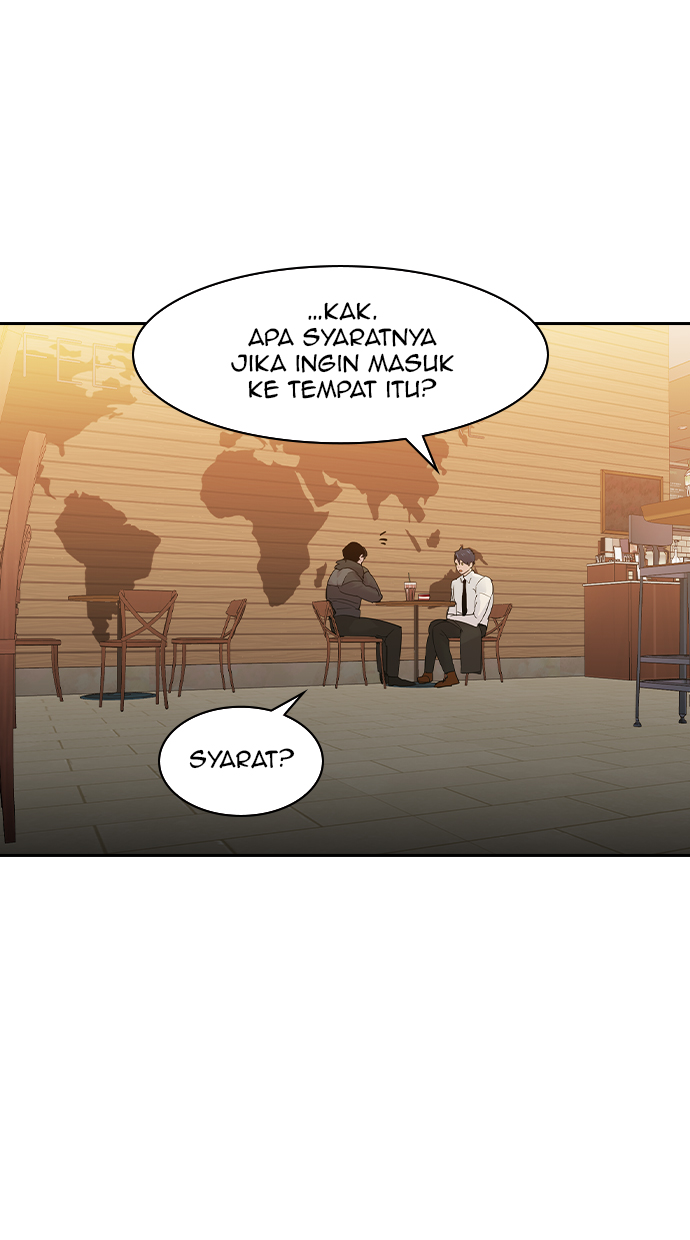 ...KAK,
APA SYARATNYA
JIKA INGIN MASUK
KE TEMPAT ITU?
SYARAT?